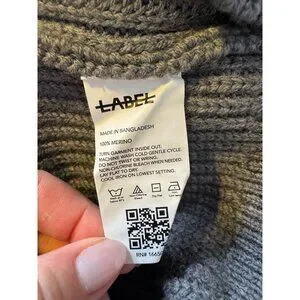 LABEL
MADE IN BANGLADESH
100% MERINO
TURN GARMENT INSIDE OUT.
MACHINE WASH COLD GENTLE CYCLE.
DO NOT TWIST OR WRING.
NON-CHLORINE BLEACH WHEN NEEDED.
LAY FLAT TO DRY.
COOL IRON ON LOWEST SETTING.
RN#